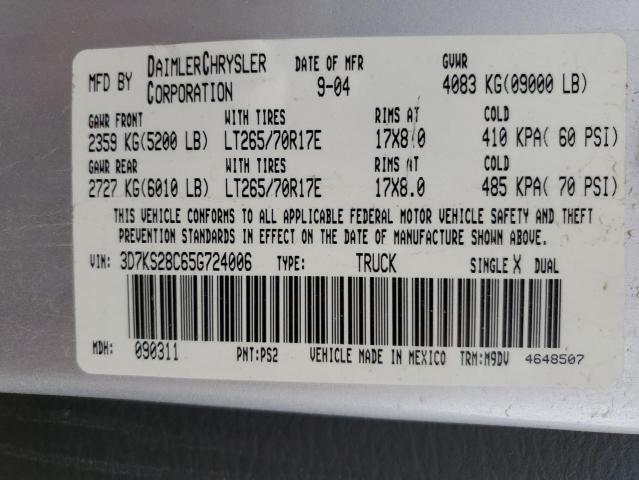 MFD BY DAIMLERCHRYSLER CORPORATION DATE OF MFR 9-04 GVWR 4083 KG(09000 LB)
GAWR FRONT WITH TIRES RIMS AT COLD
2359 KG(5200 LB) LT265/70R17E 17X8.0 410 KPA( 60 PSI)
GAWR REAR WITH TIRES RIMS AT COLD
2727 KG(6010 LB) LT265/70R17E 17X8.0 485 KPA( 70 PSI)
THIS VEHICLE CONFORMS TO ALL APPLICABLE FEDERAL MOTOR VEHICLE SAFETY AND THEFT
PREVENTION STANDARDS IN EFFECT ON THE DATE OF MANUFACTURE SHOWN ABOVE.
VIN: 3D7KS28C65G724006 TYPE: TRUCK SINGLE X DUAL
MDH: 090311 PNT:PS2 VEHICLE MADE IN MEXICO TRM:M9DV 4648507